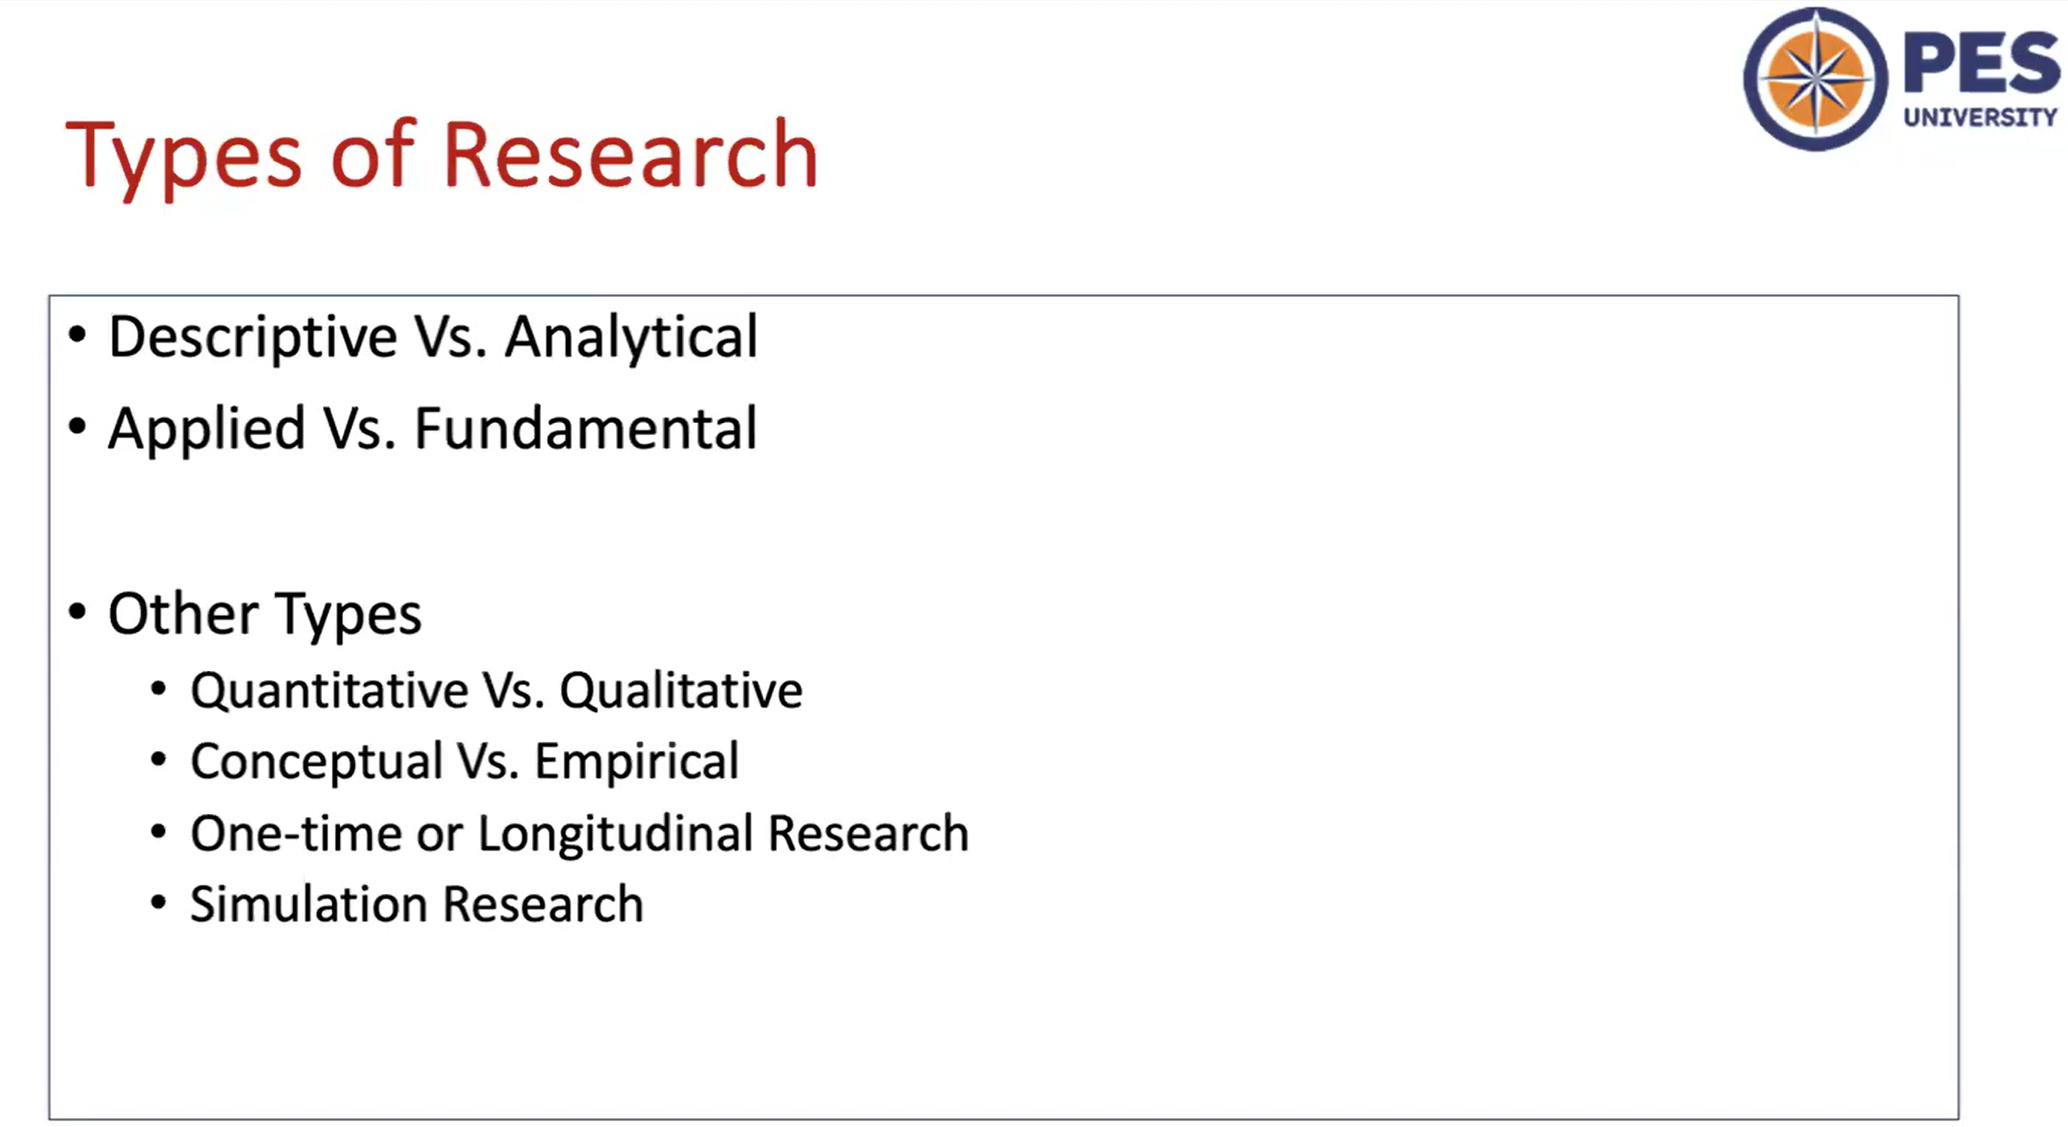 PES
UNIVERSITY
Types of Research
• Descriptive Vs. Analytical
• Applied Vs. Fundamental
• Other Types
• Quantitative Vs. Qualitative
• Conceptual Vs. Empirical
• One-time or Longitudinal Research
• Simulation Research